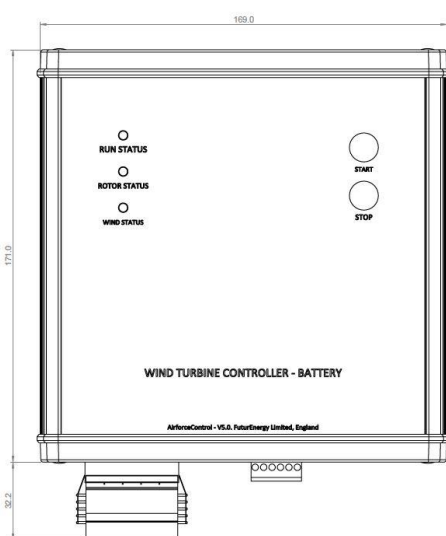 169.0
RUN STATUS
START
ROTOR STATUS
STOP
WIND STATUS
171.0
WIND TURBINE CONTROLLER - BATTERY
AirforceControl - V5.0. FuturEnergy Limited, England
32.2